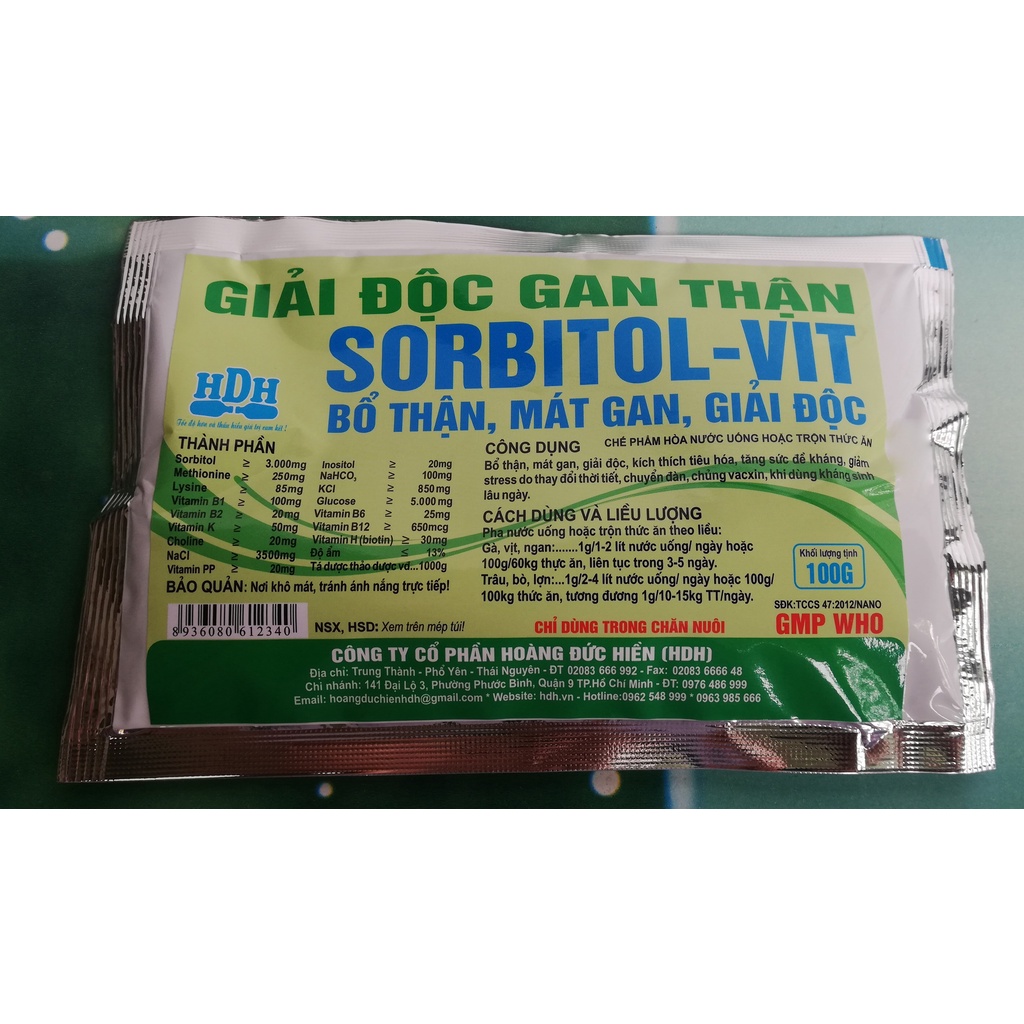 GIẢI ĐỘC GAN THẬN
SORBITOL-VIT
BỔ THẬN, MÁT GAN, GIẢI ĐỘC
HDH
THÀNH PHẦN
Sorbitol ≥ 3.000mg
Methionine ≥ 250mg
Lysine ≥ 85mg
Vitamin B1 ≥ 100mg
Vitamin B2 ≥ 20mg
Vitamin K ≥ 50mg
Choline ≥ 20mg
NaCl ≥ 3500mg
Vitamin PP ≥ 20mg
Inositol ≥ 20mg
NaHCO₃ ≥ 100mg
KCl ≥ 850mg
Glucose ≥ 5.000mg
Vitamin B6 ≥ 25mg
Vitamin B12 ≥ 650mcg
Vitamin H (biotin) ≥ 30mg
Độ ẩm ≤ 13%
Tá dược thảo dược vđ...1000g
BẢO QUẢN: Nơi khô mát, tránh ánh nắng trực tiếp!
8 936080 612340
NSX, HSD: Xem trên mép túi!
CÔNG DỤNG
CHẾ PHẨM HÒA NƯỚC UỐNG HOẶC TRỘN THỨC ĂN
Bổ thận, mát gan, giải độc, kích thích tiêu hóa, tăng sức đề kháng, giảm
stress do thay đổi thời tiết, chuyển đàn, chủng vacxin, khi dùng kháng sinh
lâu ngày.
CÁCH DÙNG VÀ LIỀU LƯỢNG
Pha nước uống hoặc trộn thức ăn theo liều:
Gà, vịt, ngan:.......1g/1-2 lít nước uống/ ngày hoặc
100g/60kg thực ăn, liên tục trong 3-5 ngày.
Trâu, bò, lợn:...1g/2-4 lít nước uống/ ngày hoặc 100g/
100kg thức ăn, tương đương 1g/10-15kg TT/ngày.
Khối lượng tịnh
100G
SĐK:TCCS 47:2012/NANO
CHỈ DÙNG TRONG CHĂN NUÔI
GMP WHO
CÔNG TY CỔ PHẦN HOÀNG ĐỨC HIỀN (HDH)
Địa chỉ: Trung Thành - Phổ Yên - Thái Nguyên - ĐT 02083 666 992 - Fax: 02083 6666 48
Chi nhánh: 141 Đại Lộ 3, Phường Phước Bình, Quận 9 TP.Hồ Chí Minh - ĐT: 0976 486 999
Email: hoangduchienhdh@gmail.com * Website: hdh.vn - Hotline:0962 548 999 * 0963 985 666